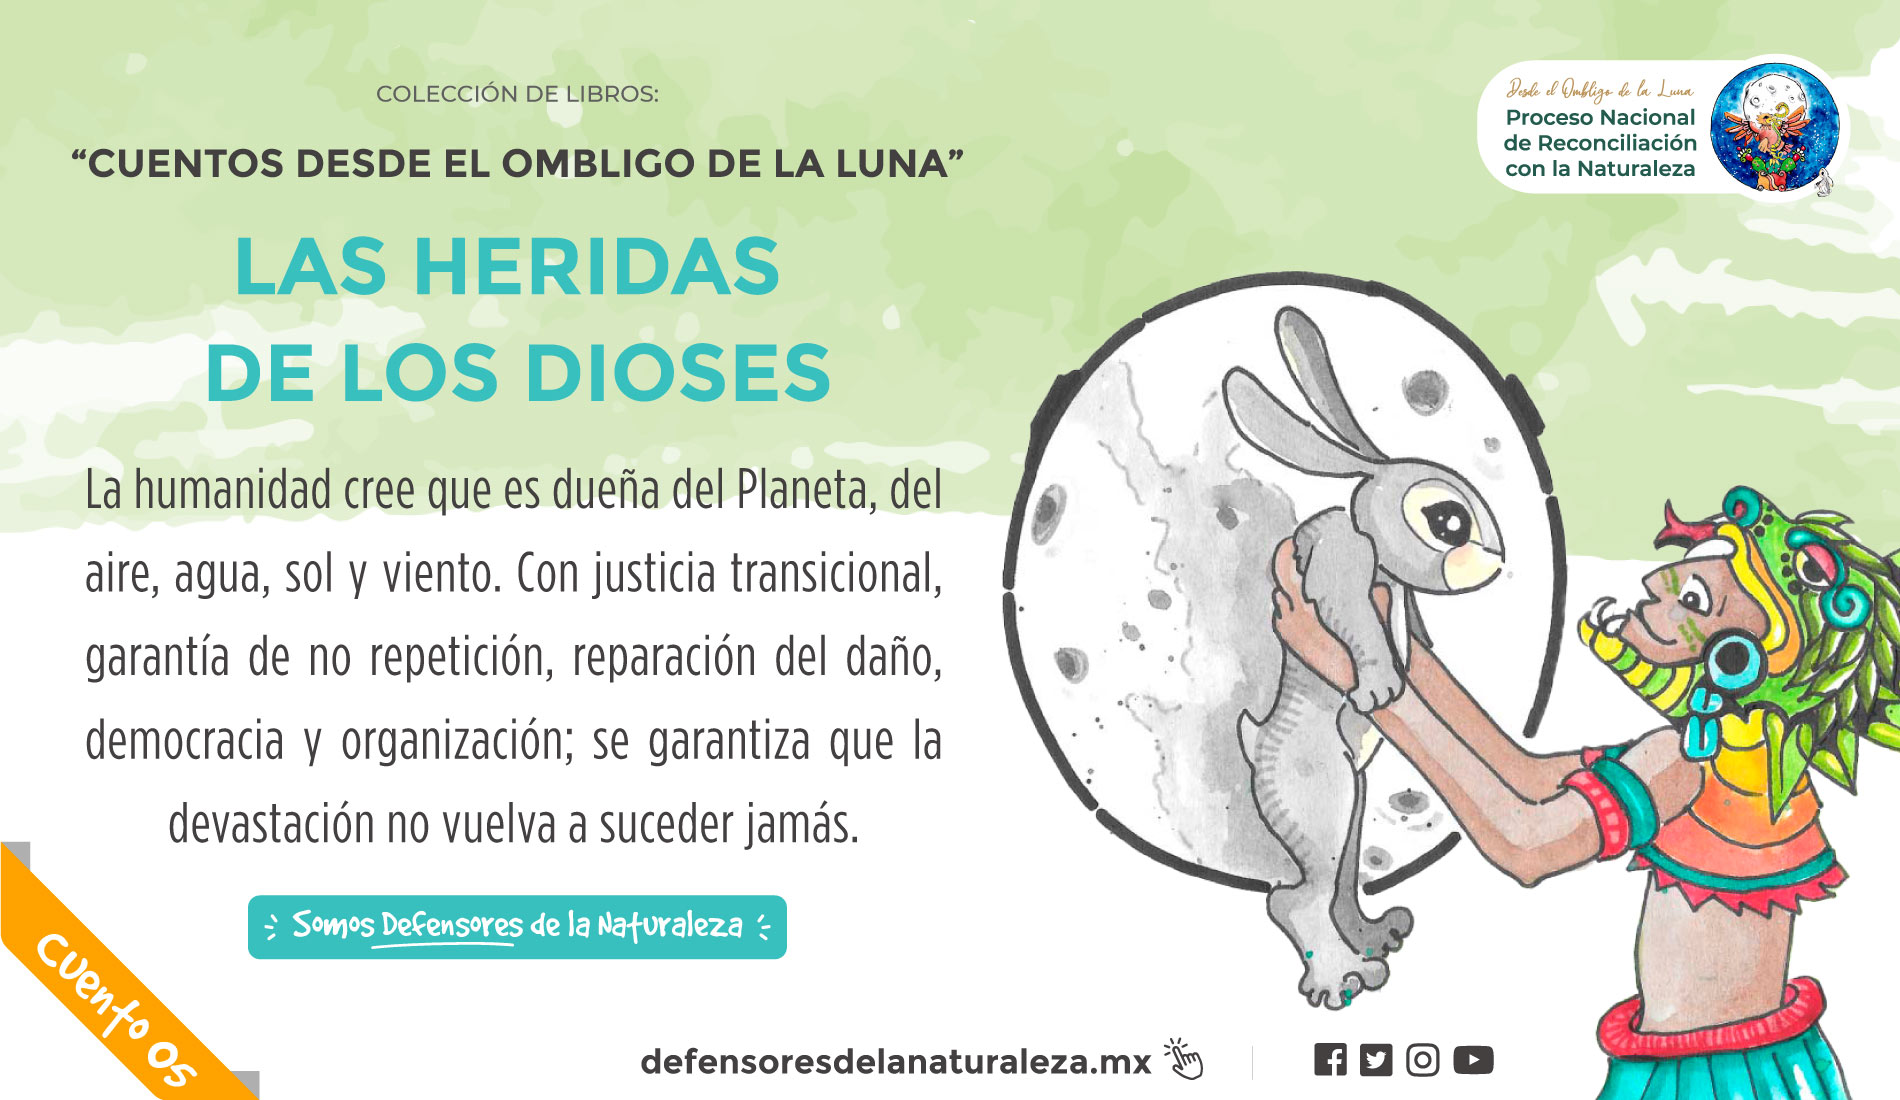 COLECCIÓN DE LIBROS:
“CUENTOS DESDE EL OMBLIGO DE LA LUNA”
LAS HERIDAS
DE LOS DIOSES
La humanidad cree que es dueña del Planeta, del
aire, agua, sol y viento. Con justicia transicional,
garantía de no repetición, reparación del daño,
democracia y organización; se garantiza que la
devastación no vuelva a suceder jamás.
Somos Defensores de la Naturaleza
Cuento 05
defensoresdelanaturaleza.mx
Desde el Ombligo de la Luna
Proceso Nacional
de Reconciliación
con la Naturaleza